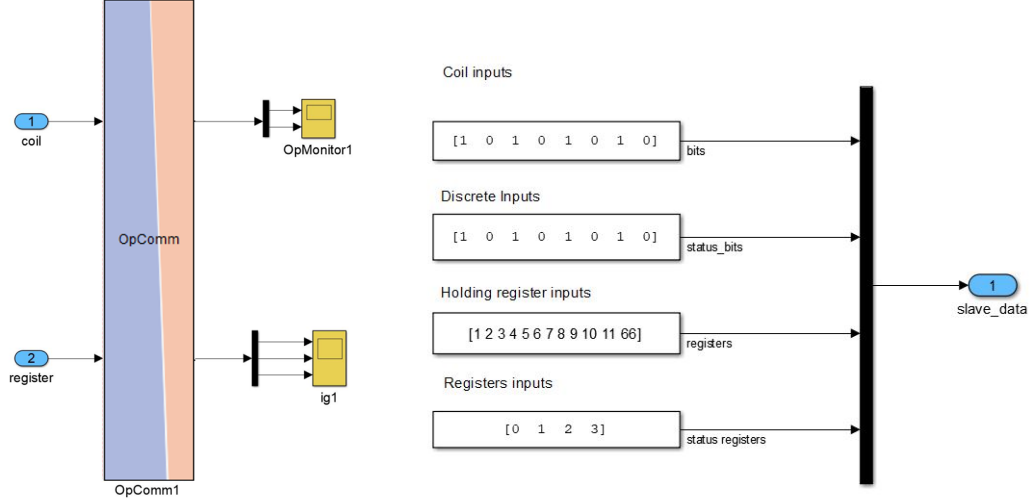 1
coil
OpMonitor1
OpComm
2
register
ig1
OpComm1
Coil inputs
[1 0 1 0 1 0 1 0]
bits
Discrete Inputs
[1 0 1 0 1 0 1 0]
status_bits
Holding register inputs
[1 2 3 4 5 6 7 8 9 10 11 66]
registers
Registers inputs
[0 1 2 3]
status registers
1
slave_data